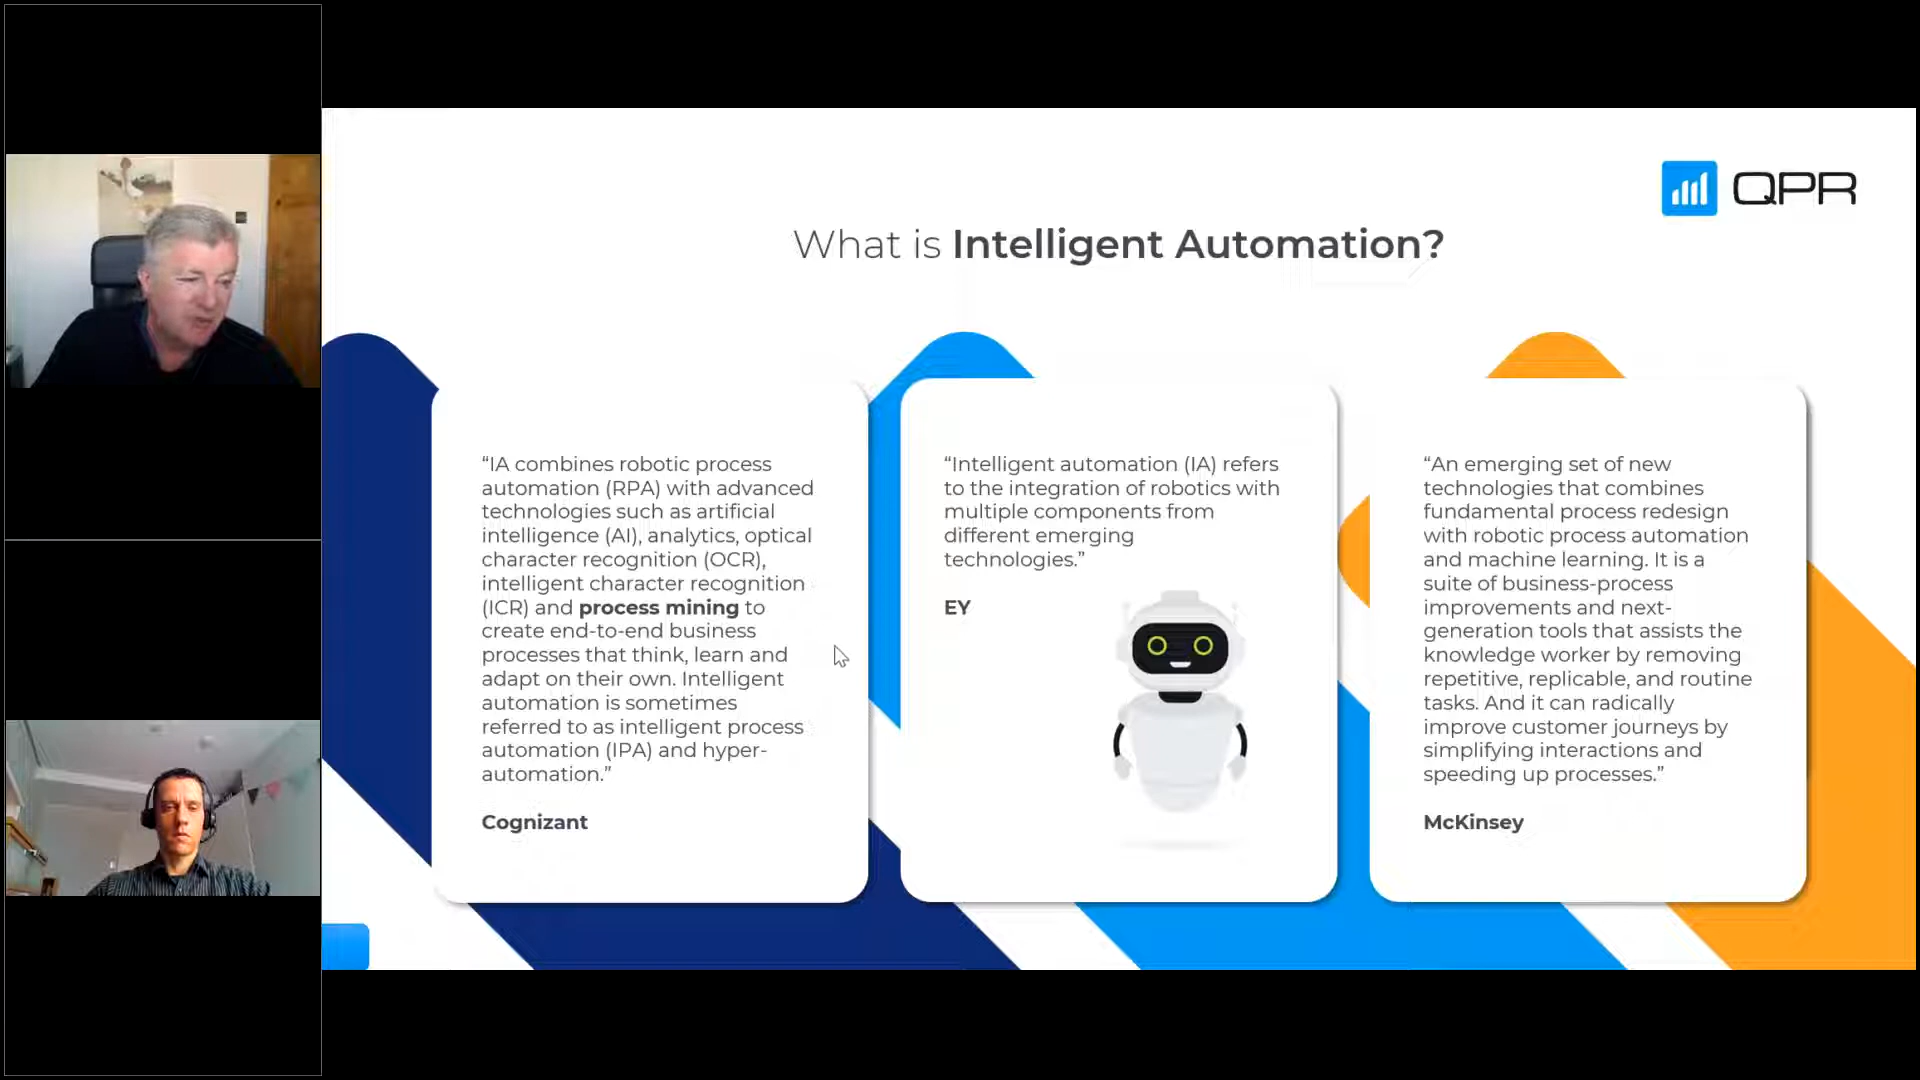 QPR
What is Intelligent Automation?
“IA combines robotic process
automation (RPA) with advanced
technologies such as artificial
intelligence (AI), analytics, optical
character recognition (OCR),
intelligent character recognition
(ICR) and process mining to
create end-to-end business
processes that think, learn and
adapt on their own. Intelligent
automation is sometimes
referred to as intelligent process
automation (IPA) and hyper-
automation.”
Cognizant
“Intelligent automation (IA) refers
to the integration of robotics with
multiple components from
different emerging
technologies.”
EY
“An emerging set of new
technologies that combines
fundamental process redesign
with robotic process automation
and machine learning. It is a
suite of business-process
improvements and next-
generation tools that assists the
knowledge worker by removing
repetitive, replicable, and routine
tasks. And it can radically
improve customer journeys by
simplifying interactions and
speeding up processes.”
McKinsey